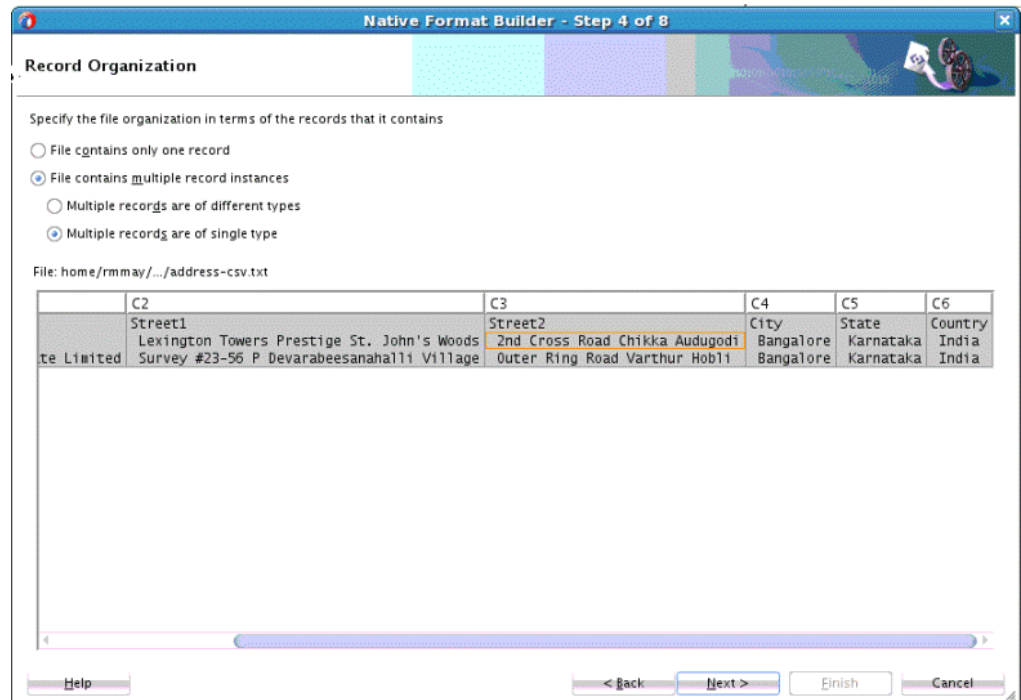 Native Format Builder - Step 4 of 8
Record Organization
Specify the file organization in terms of the records that it contains
File contains only one record
File contains multiple record instances
Multiple records are of different types
Multiple records are of single type
File: home/rmmay/.../address-csv.txt
C2 C3 C4 C5 C6
Street1 Street2 City State Country
Lexington Towers Prestige St. John's Woods 2nd Cross Road Chikka Audugodi Bangalore Karnataka India
te Limited Survey #23-56 P Devarabeesanahalli Village Outer Ring Road Varthur Hobli Bangalore Karnataka India
Help < Back Next > Finish Cancel